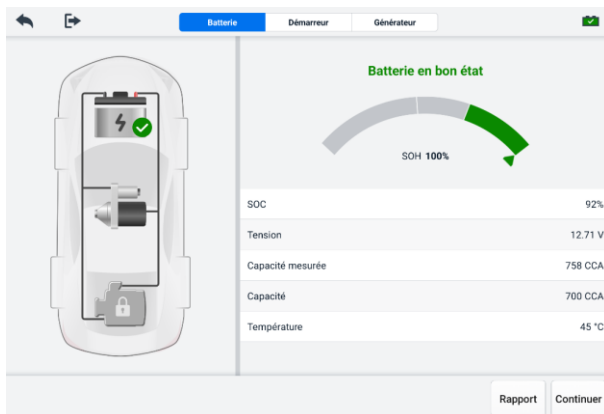 Batterie Démarreur Générateur
Batterie en bon état
SOH 100%
SOC 92%
Tension 12.71 V
Capacité mesurée 758 CCA
Capacité 700 CCA
Température 45 °C
Rapport Continuer